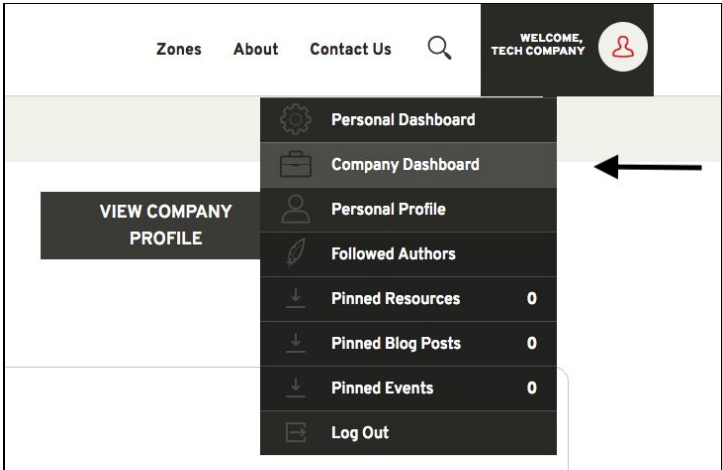 Zones About Contact Us
WELCOME,
TECH COMPANY
Personal Dashboard
Company Dashboard
VIEW COMPANY
PROFILE
Personal Profile
Followed Authors
Pinned Resources 0
Pinned Blog Posts 0
Pinned Events 0
Log Out